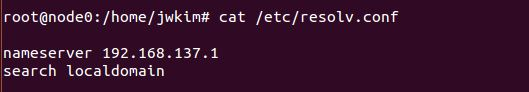 root@node0:/home/jwkim# cat /etc/resolv.conf
nameserver 192.168.137.1
search localdomain